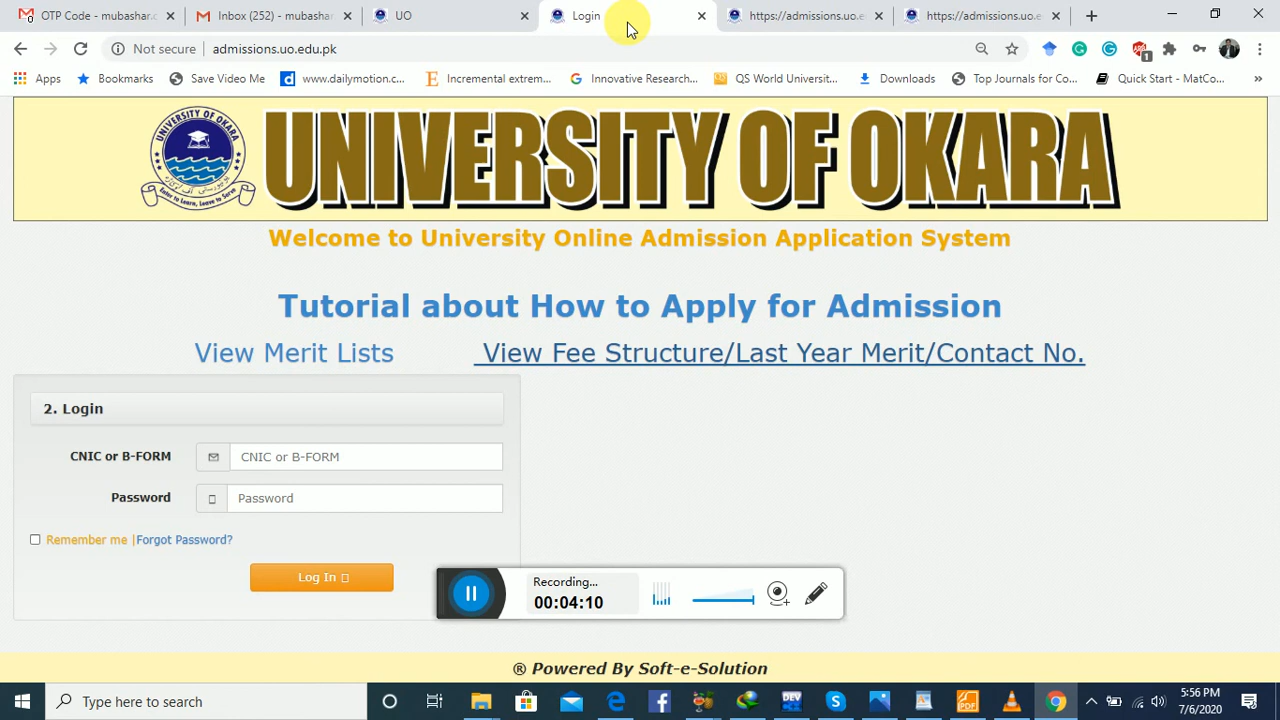 OTP Code - mubashar.c
Inbox (252) - mubashar
UO
Login
https://admissions.uo.e
https://admissions.uo.e
Not secure
admissions.uo.edu.pk
Apps
Bookmarks
Save Video Me
www.dailymotion.c...
Incremental extrem...
Innovative Research...
QS World Universit...
Downloads
Top Journals for Co...
Quick Start - MatCo...
»
UNIVERSITY OF OKARA
UNIVERSITY OF OKARA
Welcome to University Online Admission Application System
Tutorial about How to Apply for Admission
View Merit Lists
View Fee Structure/Last Year Merit/Contact No.
2. Login
CNIC or B-FORM
CNIC or B-FORM
Password
Password
Remember me |Forgot Password?
Log In
Recording...
00:04:10
® Powered By Soft-e-Solution
Type here to search
DEV
PDF
5:56 PM
7/6/2020